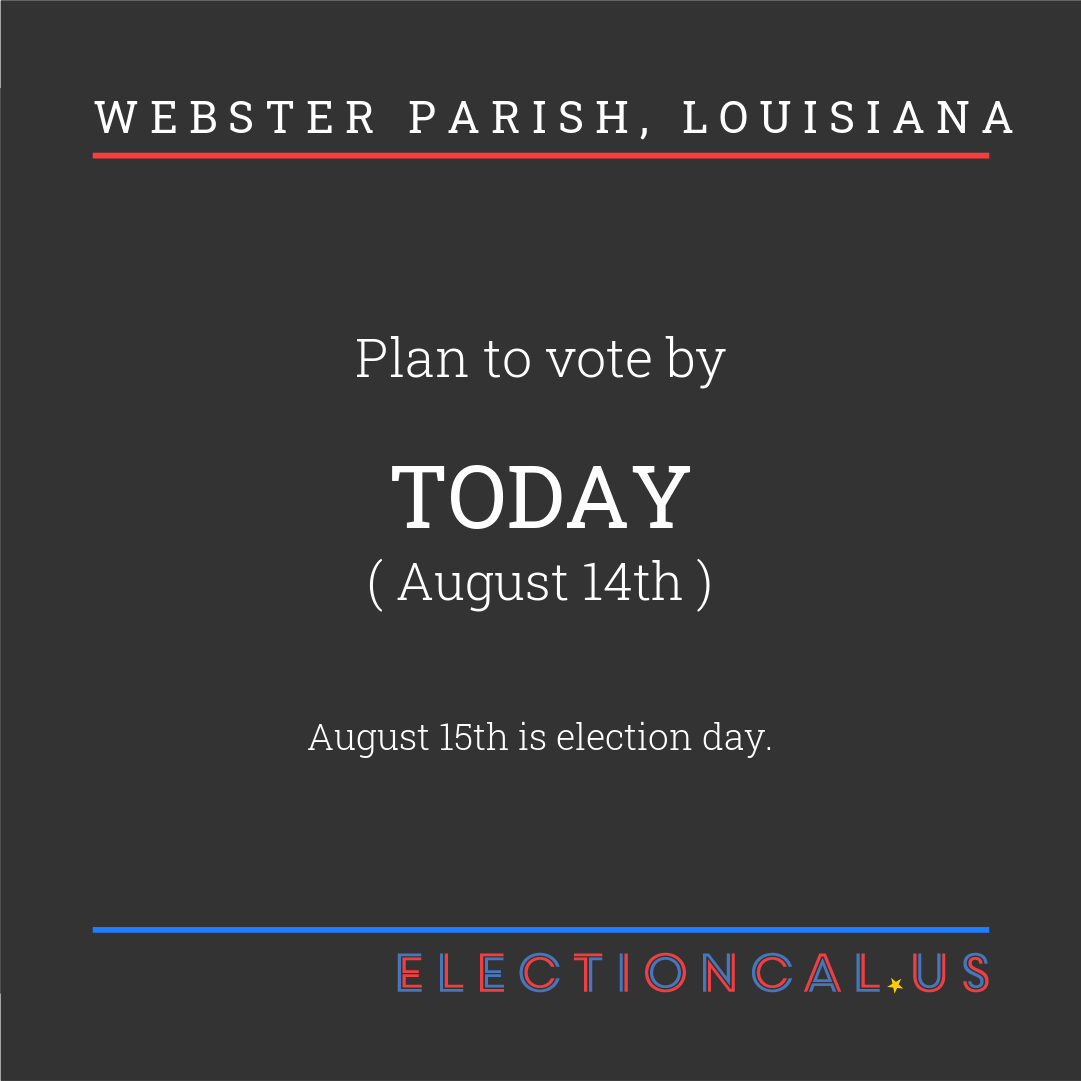 WEBSTER PARISH, LOUISIANA
Plan to vote by
TODAY
( August 14th )
August 15th is election day.
ELECTIONCAL.US